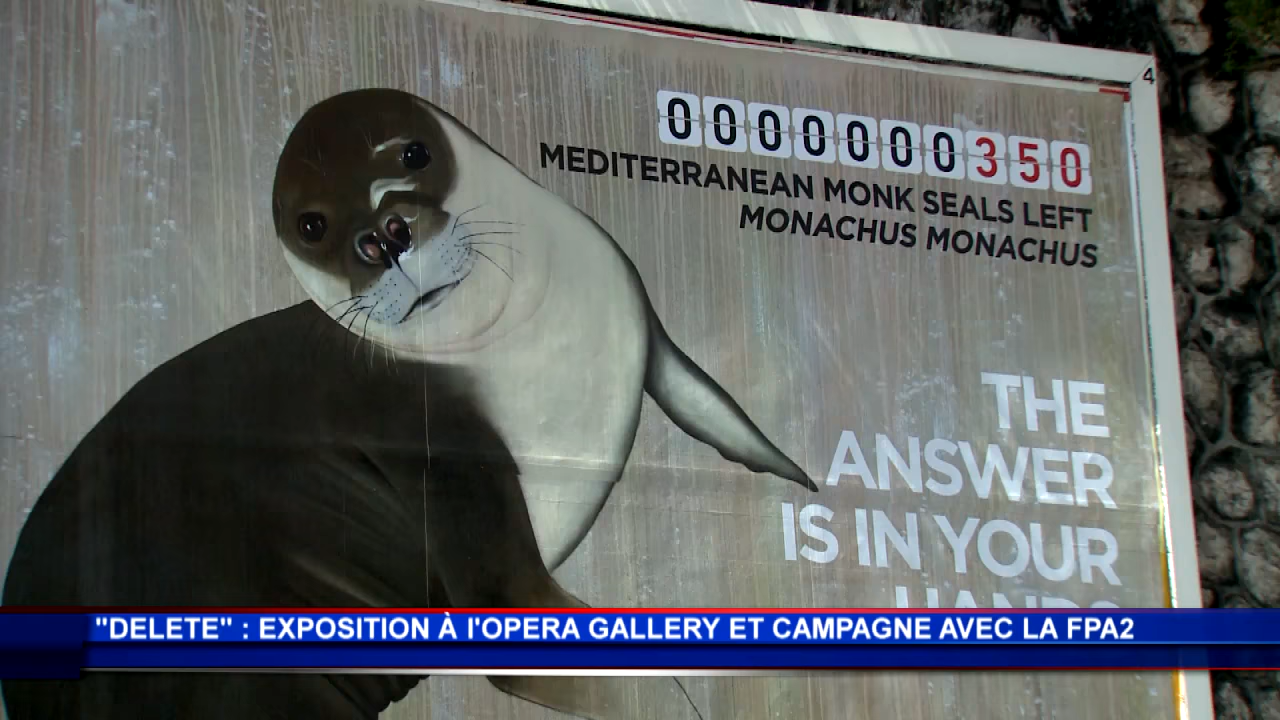 4
0000000350
MEDITERRANEAN MONK SEALS LEFT
MONACHUS MONACHUS
THE
ANSWER
IS IN YOUR
HANDS
"DELETE" : EXPOSITION À l'OPERA GALLERY ET CAMPAGNE AVEC LA FPA2